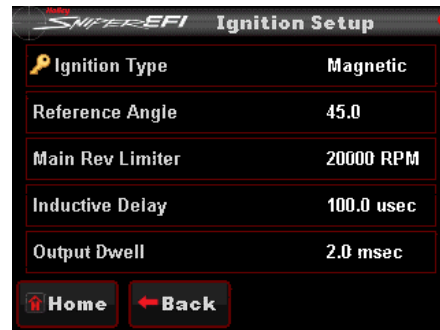 Holley
SNIPER EFI Ignition Setup
Ignition Type Magnetic
Reference Angle 45.0
Main Rev Limiter 20000 RPM
Inductive Delay 100.0 usec
Output Dwell 2.0 msec
Home Back